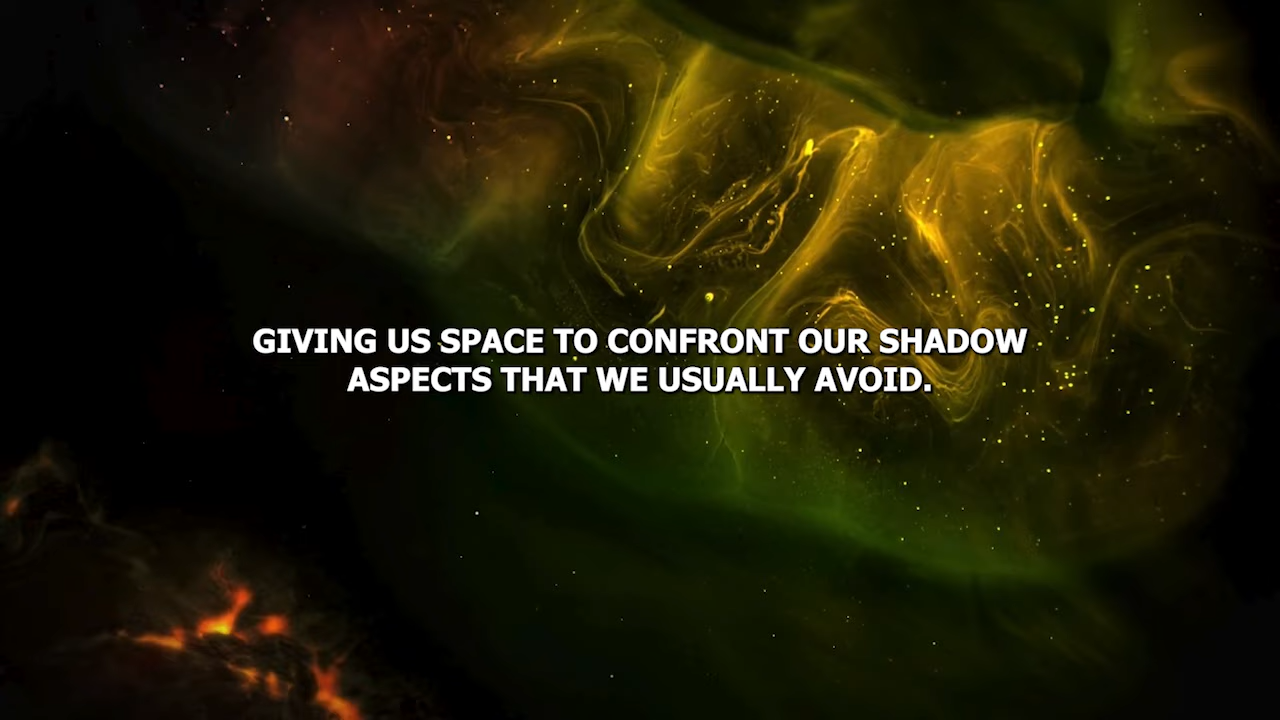 GIVING US SPACE TO CONFRONT OUR SHADOW
ASPECTS THAT WE USUALLY AVOID.